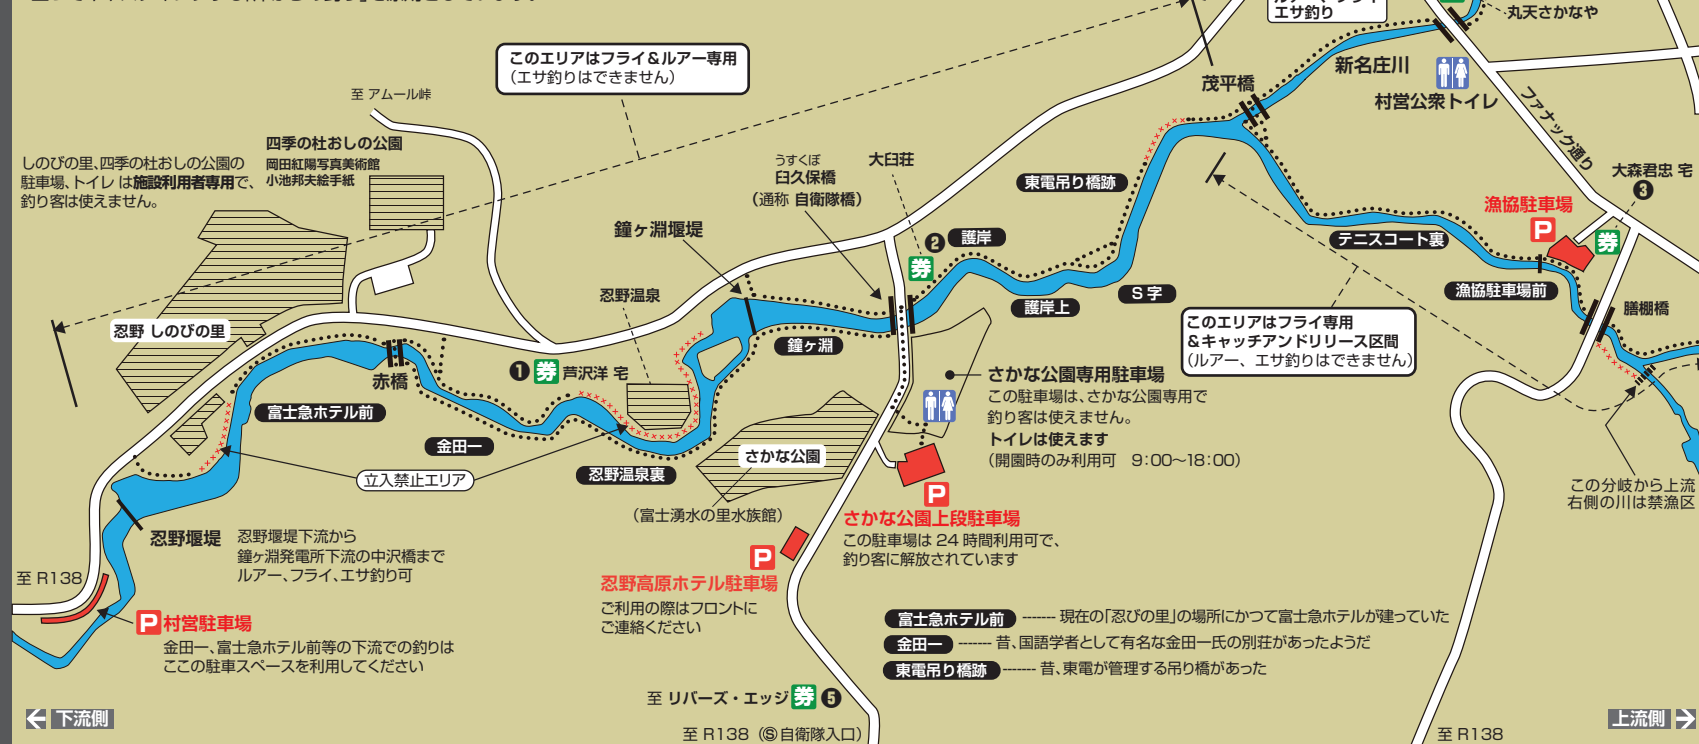 エサ釣り
丸天さかなや
このエリアはフライ&ルアー専用
(エサ釣りはできません)
新名庄川
茂平橋
村営公衆トイレ
至 アムール峠
ファナック通り
四季の杜おしの公園
岡田紅陽写真美術館
小池邦夫絵手紙
しのびの里、四季の杜おしの公園の
駐車場、トイレ は施設利用者専用で、
釣り客は使えません。
うすくぼ
臼久保橋
(通称 自衛隊橋)
大臼荘
東電吊り橋跡
大森君忠 宅
❸
漁協駐車場
P
券
鐘ヶ淵堰堤
❷
護岸
券
テニスコート裏
忍野温泉
護岸上
S字
漁協駐車場前
膳棚橋
忍野 しのびの里
鐘ヶ淵
このエリアはフライ専用
&キャッチアンドリリース区間
(ルアー、エサ釣りはできません)
❶ 券 芦沢洋 宅
赤橋
さかな公園専用駐車場
この駐車場は、さかな公園専用で
釣り客は使えません。
トイレは使えます
(開園時のみ利用可 9:00〜18:00)
富士急ホテル前
金田一
さかな公園
立入禁止エリア
忍野温泉裏
(富士湧水の里水族館)
P
さかな公園上段駐車場
この駐車場は 24 時間利用可で、
釣り客に解放されています
この分岐から上流
右側の川は禁漁区
忍野堰堤
忍野堰堤下流から
鐘ヶ淵発電所下流の中沢橋まで
ルアー、フライ、エサ釣り可
P
忍野高原ホテル駐車場
ご利用の際はフロントに
ご連絡ください
至 R138
P 村営駐車場
金田一、富士急ホテル前等の下流での釣りは
ここの駐車スペースを利用してください
富士急ホテル前 ------- 現在の「忍びの里」の場所にかつて富士急ホテルが建っていた
金田一 ------- 昔、国語学者として有名な金田一氏の別荘があったようだ
東電吊り橋跡 ------- 昔、東電が管理する吊り橋があった
至 リバーズ・エッジ 券 ❺
← 下流側
上流側 →
至 R138 (Ⓢ自衛隊入口)
至 R138